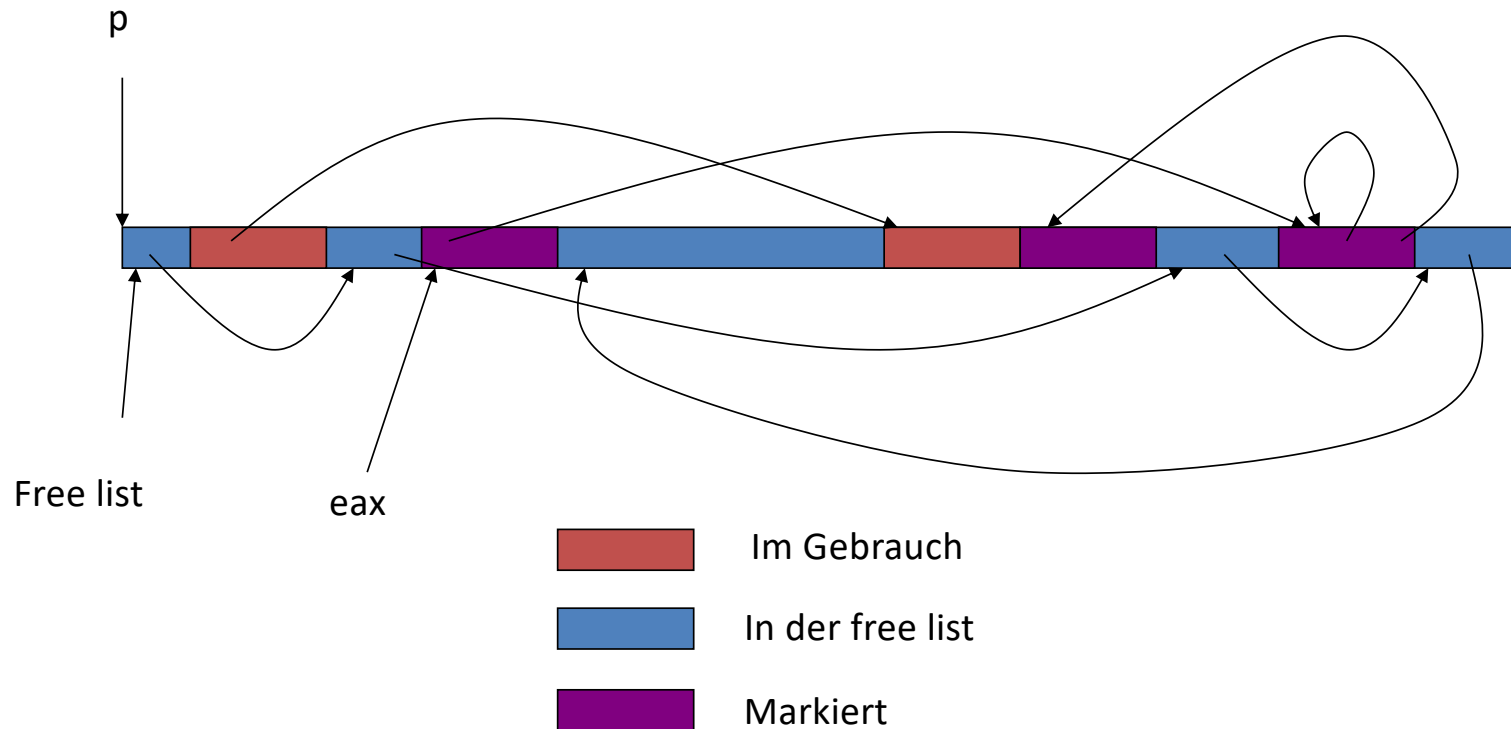 p
Free list
eax
Im Gebrauch
In der free list
Markiert